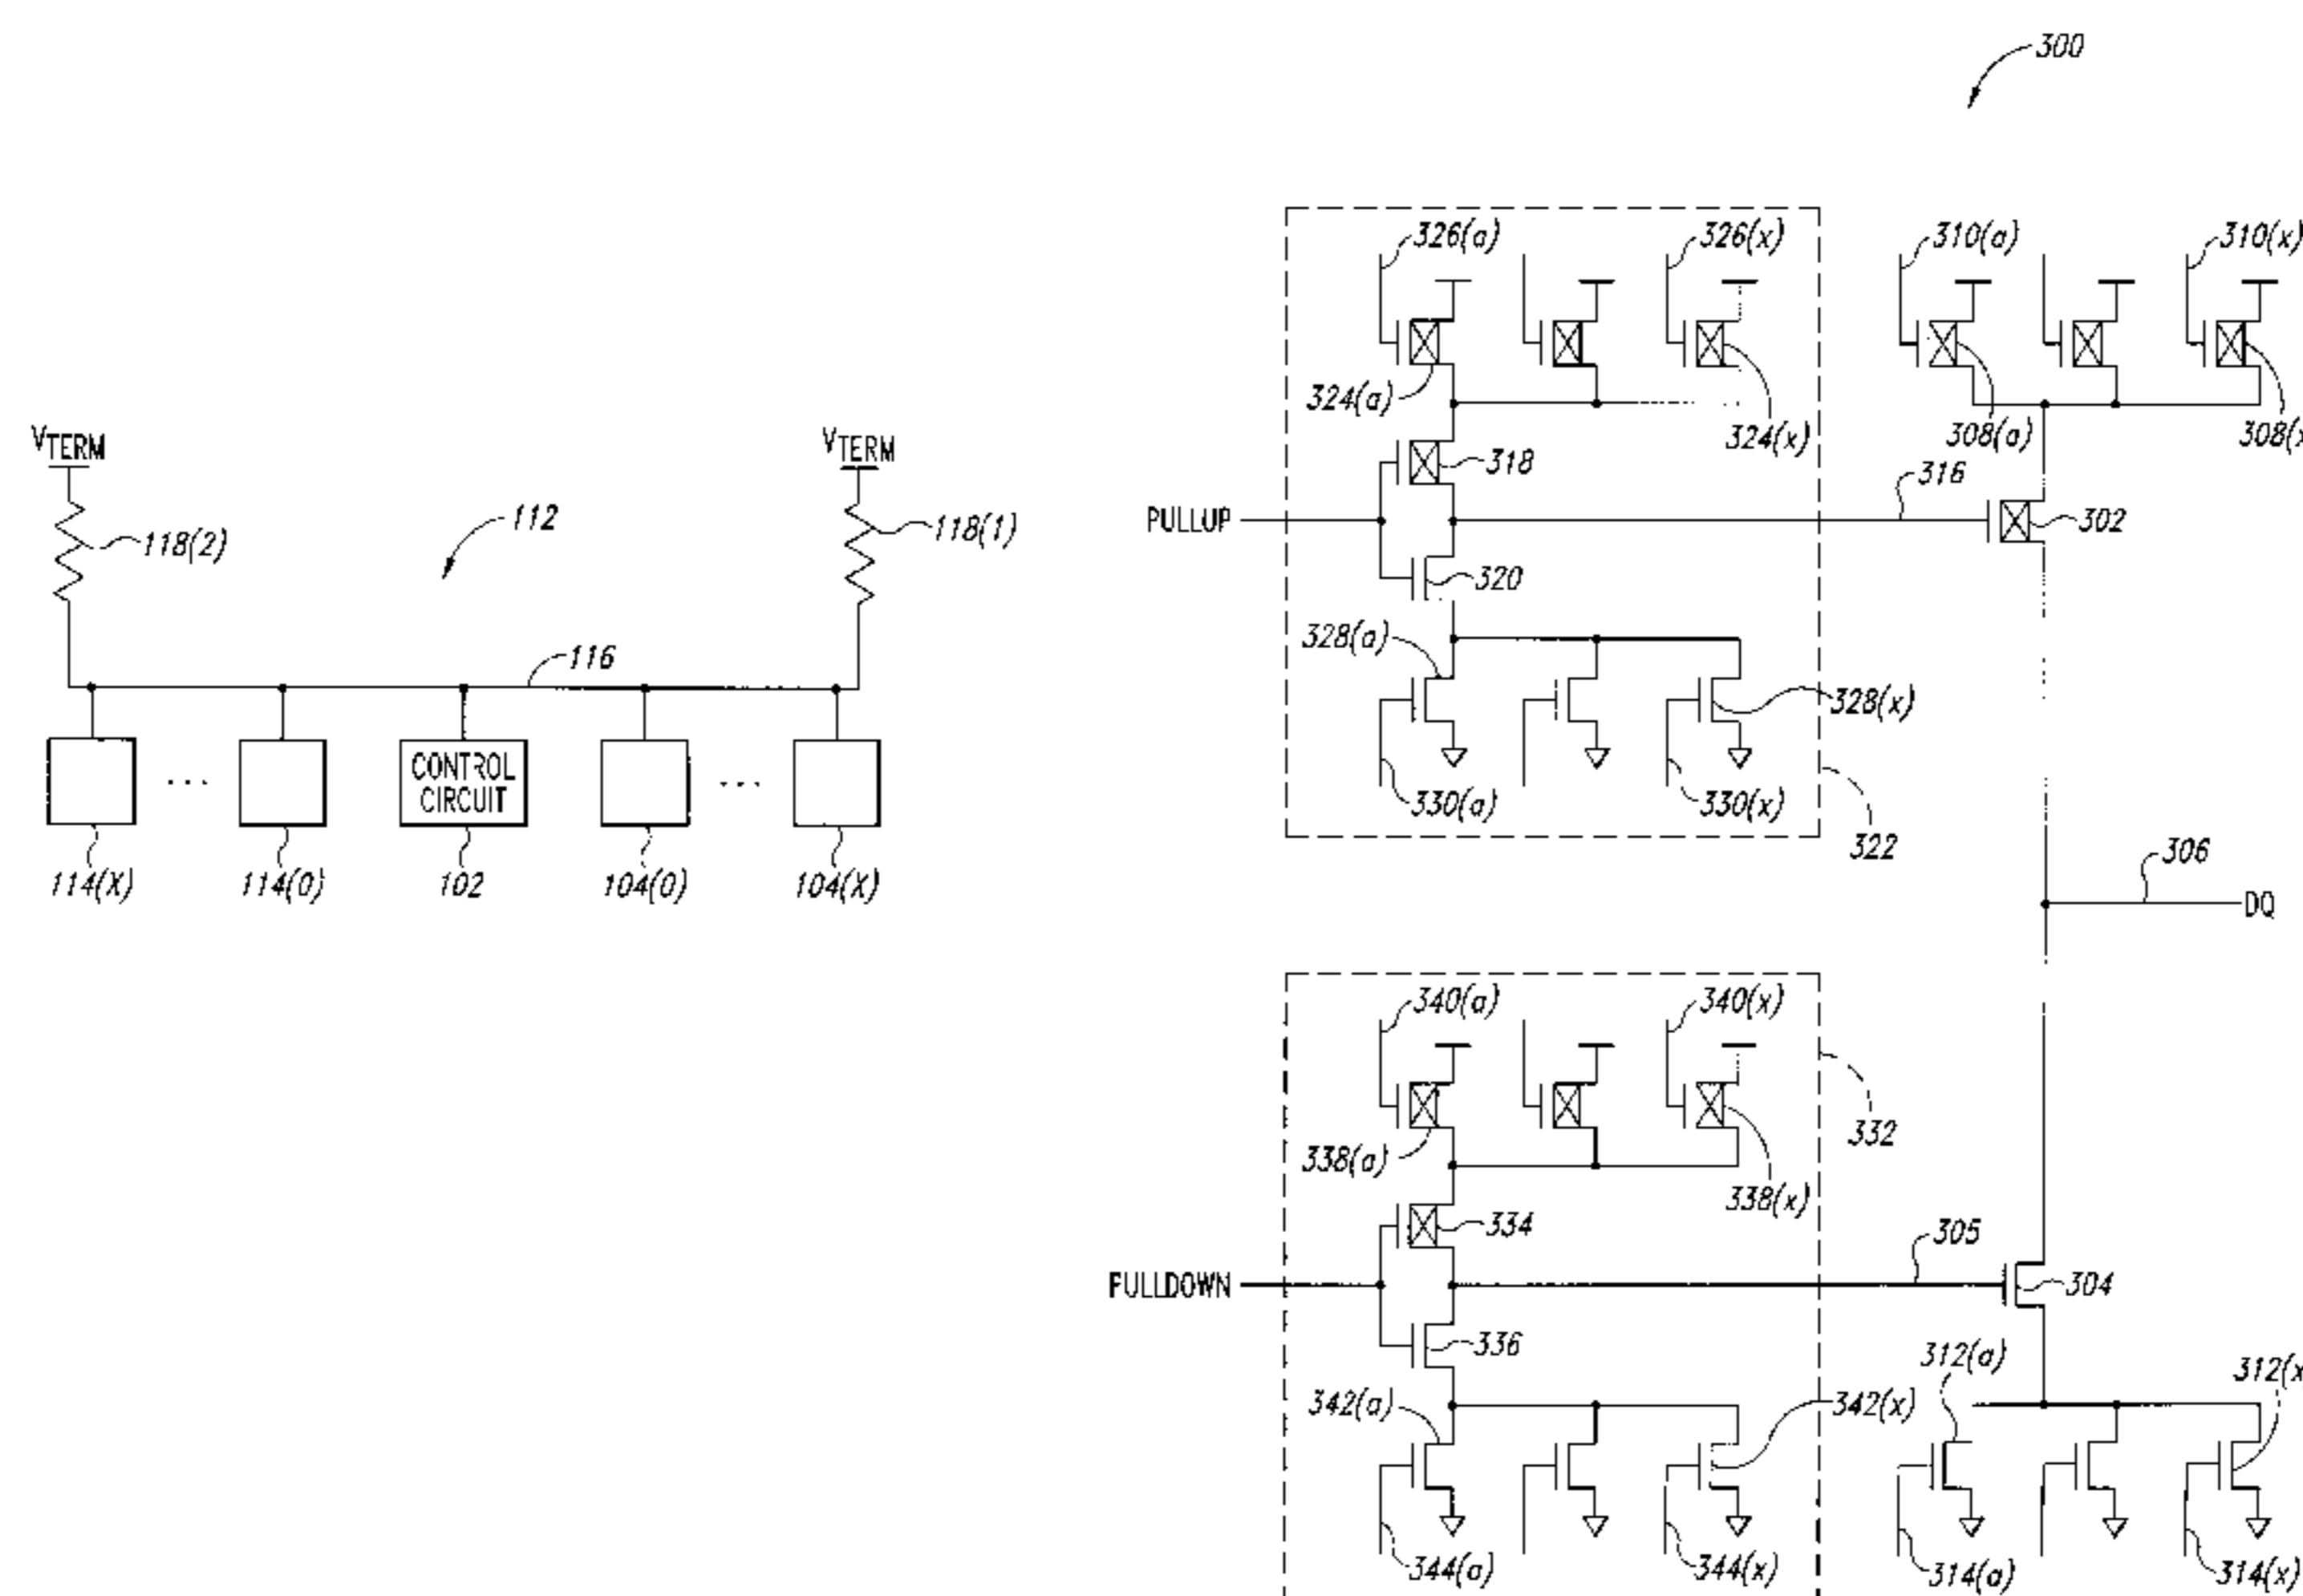 300
326(a)
326(x)
310(a)
310(x)
324(a)
324(x)
308(a)
308(x
VTERM
VTERM
318
316
302
PULLUP
112
118(2)
118(1)
320
328(a)
116
328(x)
CONTROL
CIRCUIT
330(a)
330(x)
322
306
114(X)
114(0)
102
104(0)
104(X)
DQ
340(a)
340(x)
332
338(a)
338(x)
334
305
PULLDOWN
304
336
312(a)
312(x
342(a)
342(x)
344(a)
344(x)
314(a)
314(x)